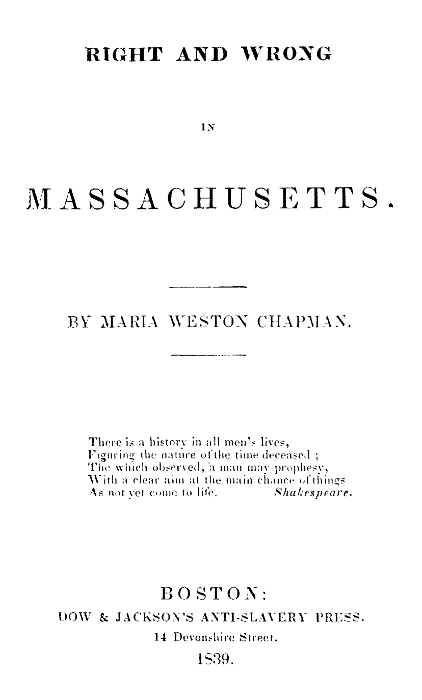 RIGHT AND WRONG
IN
MASSACHUSETTS.
BY MARIA WESTON CHAPMAN.
There is a history in all men's lives,
Figuring the nature of the time deceased ;
The which observed, a man may prophesy,
With a clear aim at the main chance of things
As not yet come to life. Shakespeare.
BOSTON:
DOW & JACKSON'S ANTI-SLAVERY PRESS.
14 Devonshire Street.
1839.